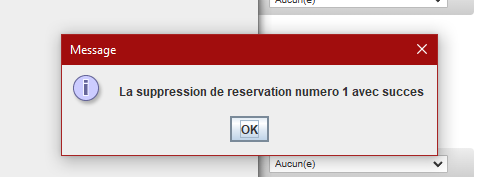 Aucun(e)
Message
La suppression de reservation numero 1 avec succes
OK
Aucun(e)